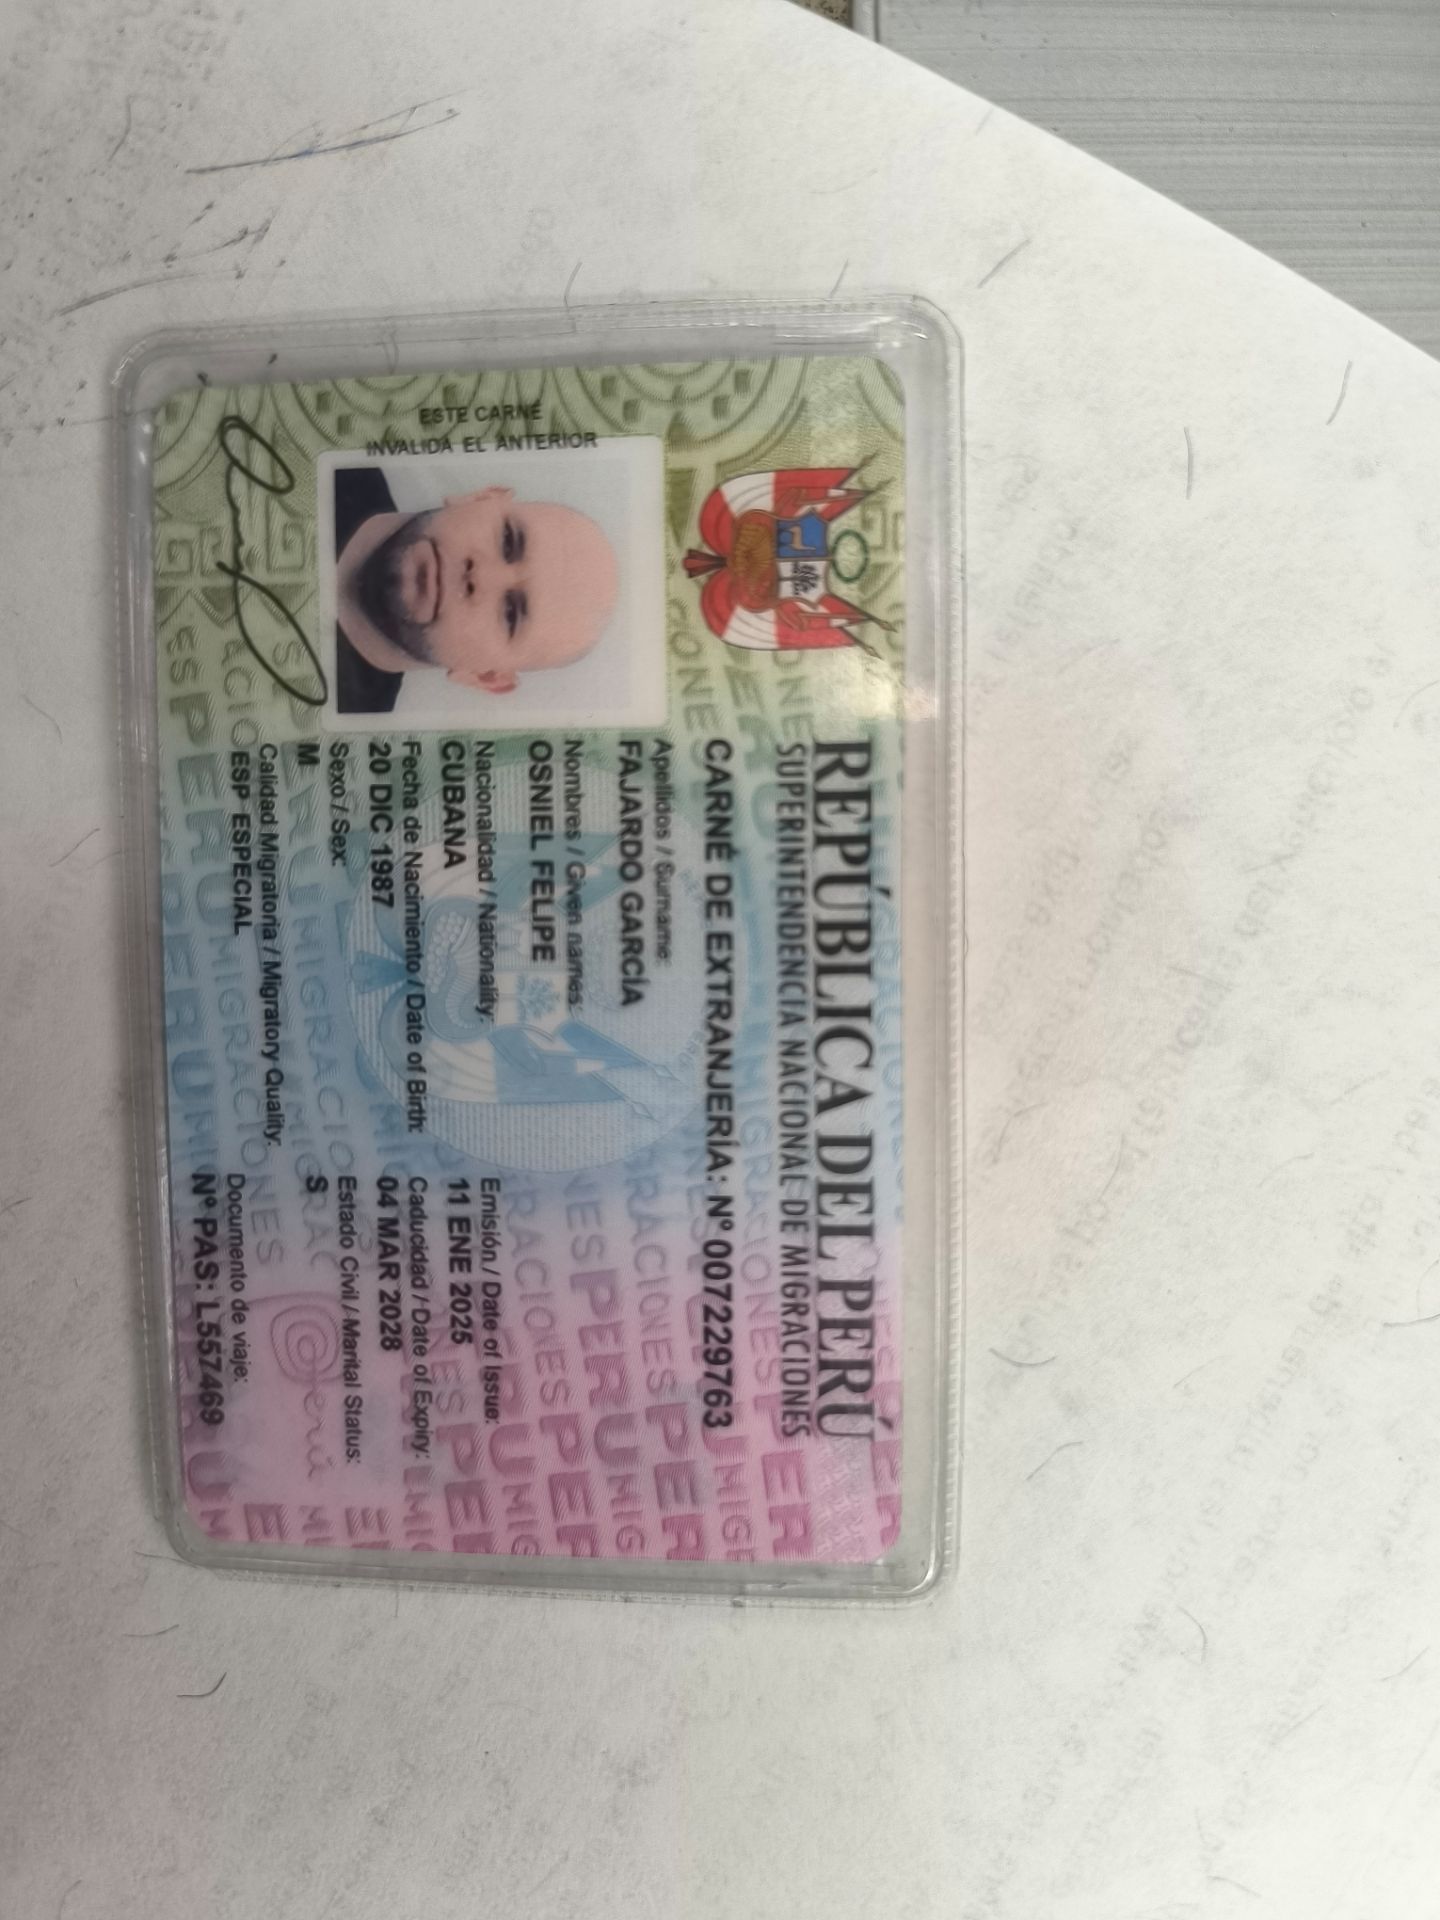 REPÚBLICA DEL PERÚ
SUPERINTENDENCIA NACIONAL DE MIGRACIONES
CARNÉ DE EXTRANJERÍA: Nº 007229763
ESTE CARNÉ
INVALIDA EL ANTERIOR
Apellidos / Surname:
FAJARDO GARCÍA
Nombres / Given names:
OSNIEL FELIPE
Nacionalidad / Nationality:
CUBANA
Emisión / Date of Issue:
11 ENE 2025
Fecha de Nacimiento / Date of Birth:
20 DIC 1987
Caducidad / Date of Expiry:
04 MAR 2028
Sexo / Sex:
M
Estado Civil / Marital Status:
S
Calidad Migratoria / Migratory Quality:
ESP ESPECIAL
Documento de viaje:
Nº PAS: L557469